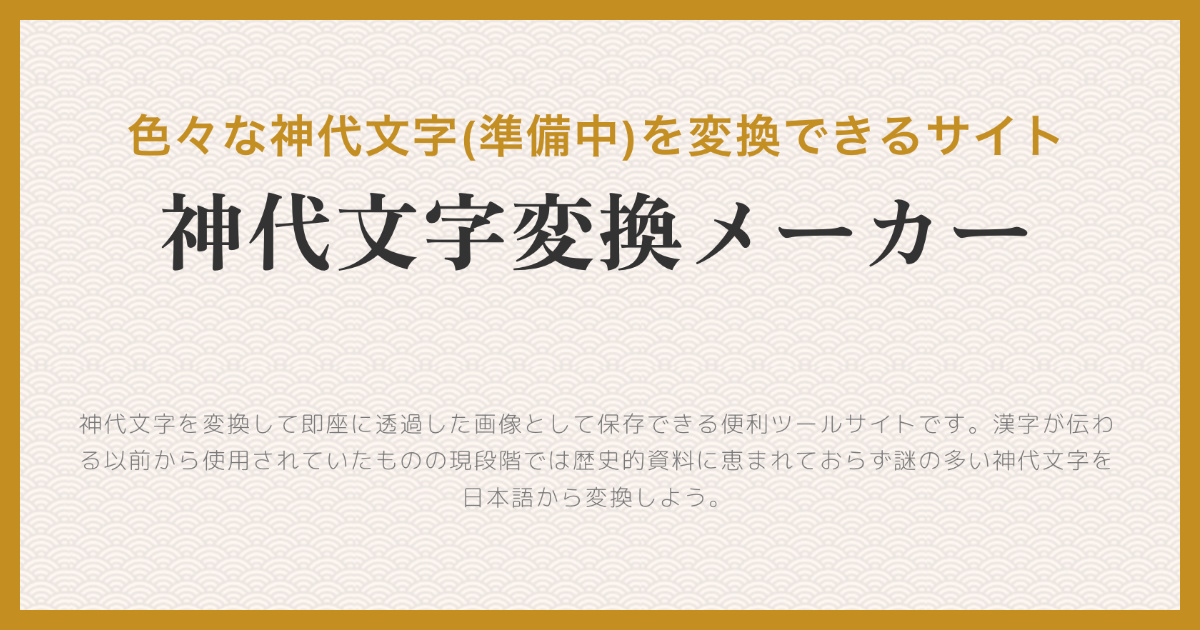 色々な神代文字(準備中)を変換できるサイト
神代文字変換メーカー
神代文字を変換して即座に透過した画像として保存できる便利ツールサイトです。漢字が伝わ
る以前から使用されていたものの現段階では歴史的資料に恵まれておらず謎の多い神代文字を
日本語から変換しよう。